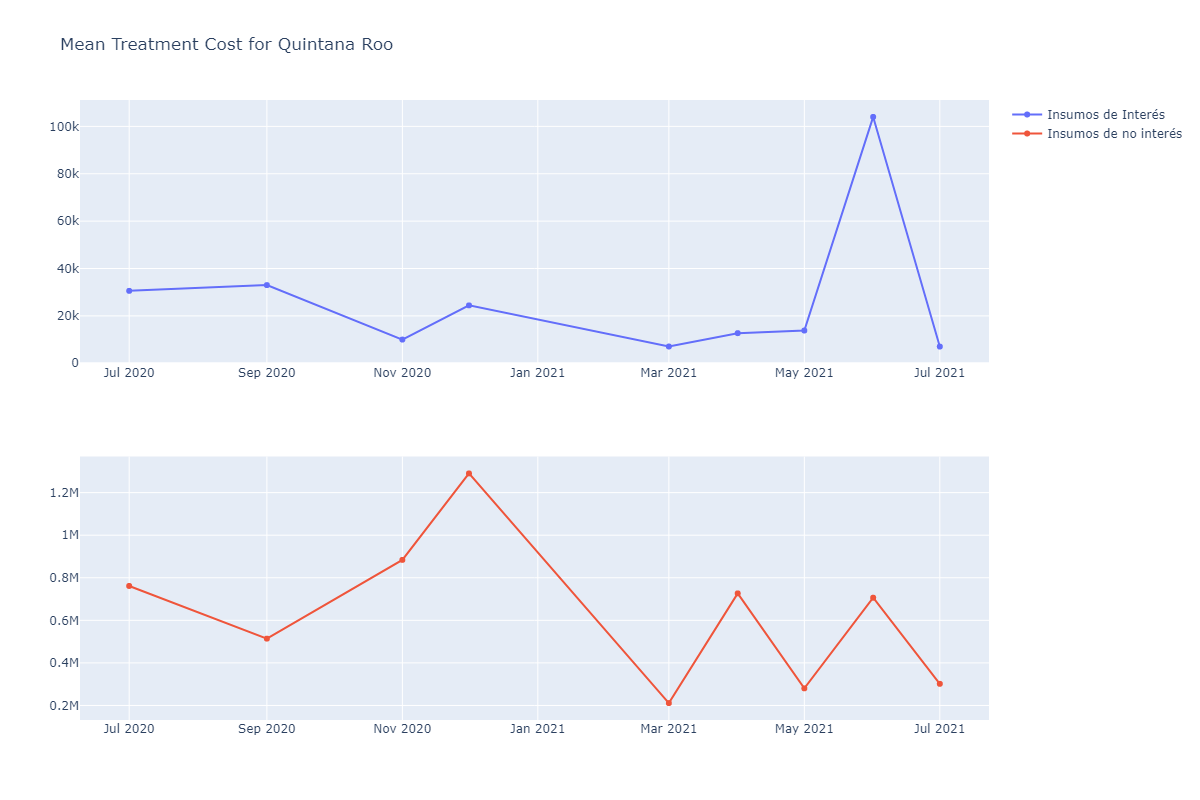 Mean Treatment Cost for Quintana Roo
Insumos de Interés
Insumos de no interés
100k
80k
60k
40k
20k
0
Jul 2020 Sep 2020 Nov 2020 Jan 2021 Mar 2021 May 2021 Jul 2021
1.2M
1M
0.8M
0.6M
0.4M
0.2M
Jul 2020 Sep 2020 Nov 2020 Jan 2021 Mar 2021 May 2021 Jul 2021